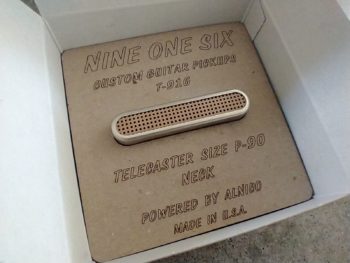 NINE ONE SIX
CUSTOM GUITAR PICKUPS
T-916
TELECASTER SIZE P-90
NECK
POWERED BY ALNICO
MADE IN U.S.A.